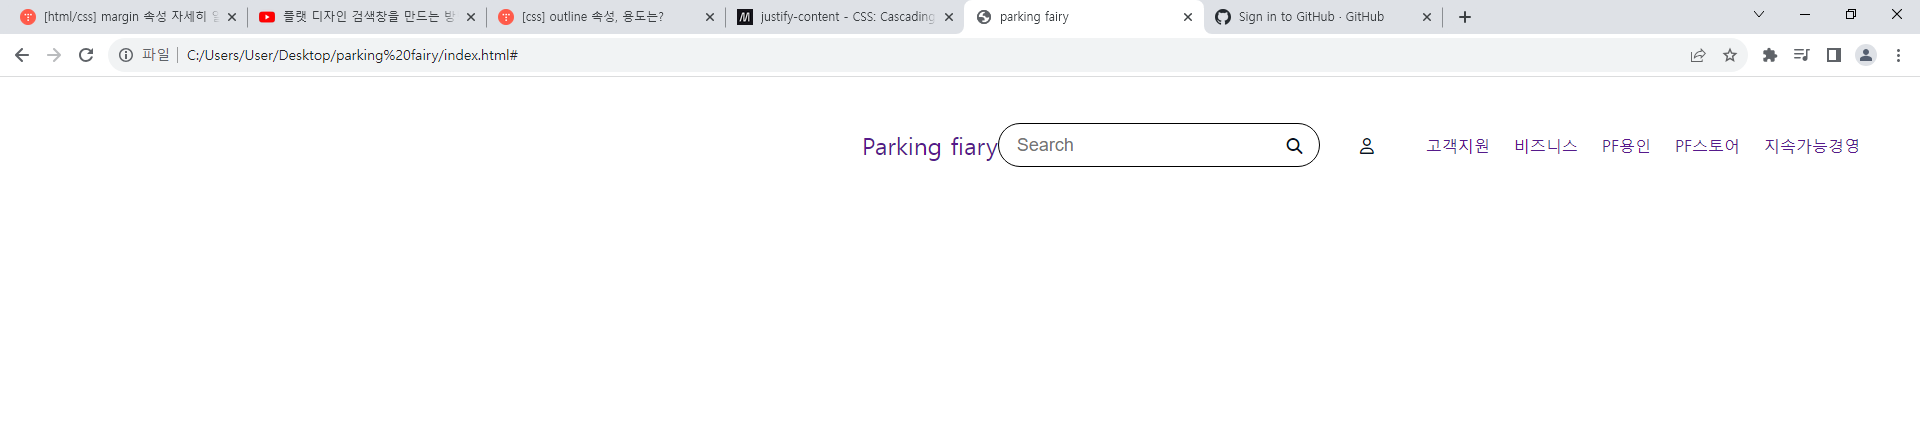 [html/css] margin 속성 자세히
플랫 디자인 검색창을 만드는 방
[css] outline 속성, 용도는?
justify-content - CSS: Cascading
parking fairy
Sign in to GitHub · GitHub
파일
C:/Users/User/Desktop/parking%20fairy/index.html#
Parking fiary
Search
고객지원
비즈니스
PF용인
PF스토어
지속가능경영